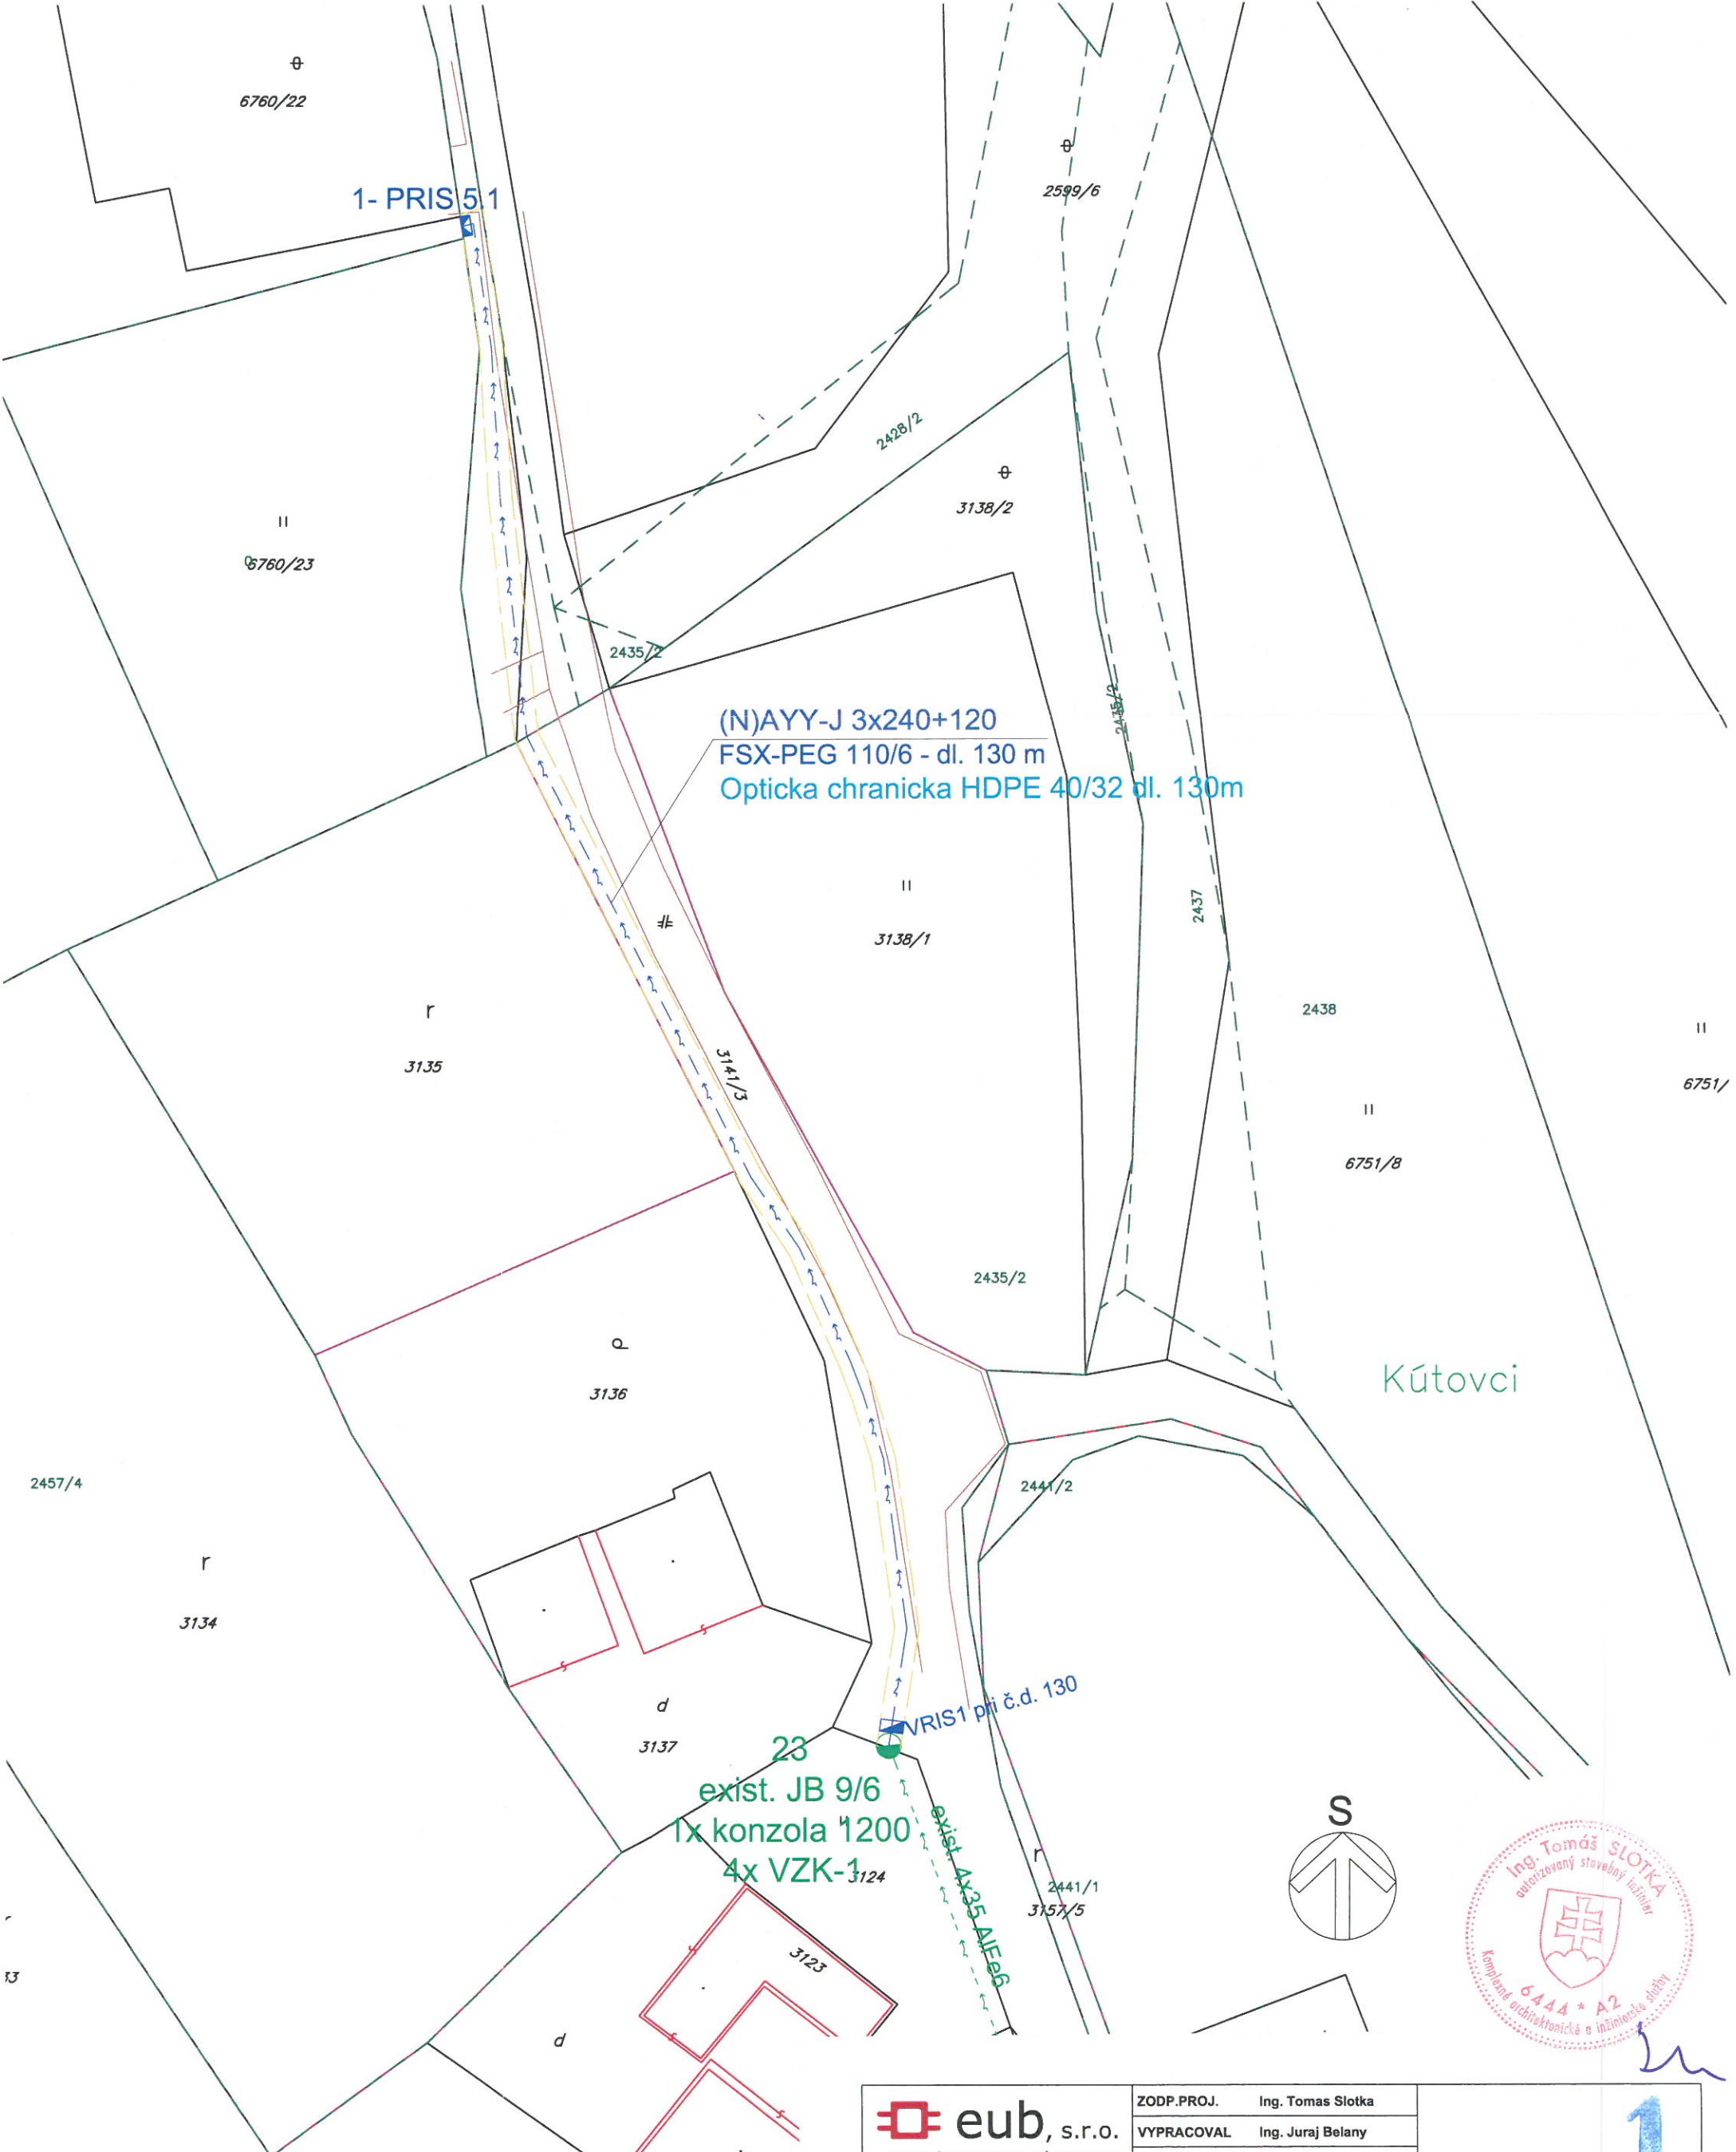 6760/22
1- PRIS 5.1
2599/6
2428/2
3138/2
6760/23
2435/2
(N)AYY-J 3x240+120
FSX-PEG 110/6 - dl. 130 m
Opticka chranicka HDPE 40/32 dl. 130m
2437
3138/1
2438
r
3135
3141/3
6751/
6751/8
2435/2
3136
Kútovci
2457/4
2441/2
r
3134
d
3137
VRIS1 pri č.d. 130
23
exist. JB 9/6
1x konzola 1200
4x VZK-1
3124
exist. 4x35 AlFe6
r
2441/1
3157/5
S
Ing. Tomáš SLOTKA
autorizovaný stavebný inžinier
6444 * A2
Komplexné architektonické a inžinierske služby
3123
33
d
eub, s.r.o.
ZODP.PROJ. Ing. Tomas Slotka
VYPRACOVAL Ing. Juraj Belany
1